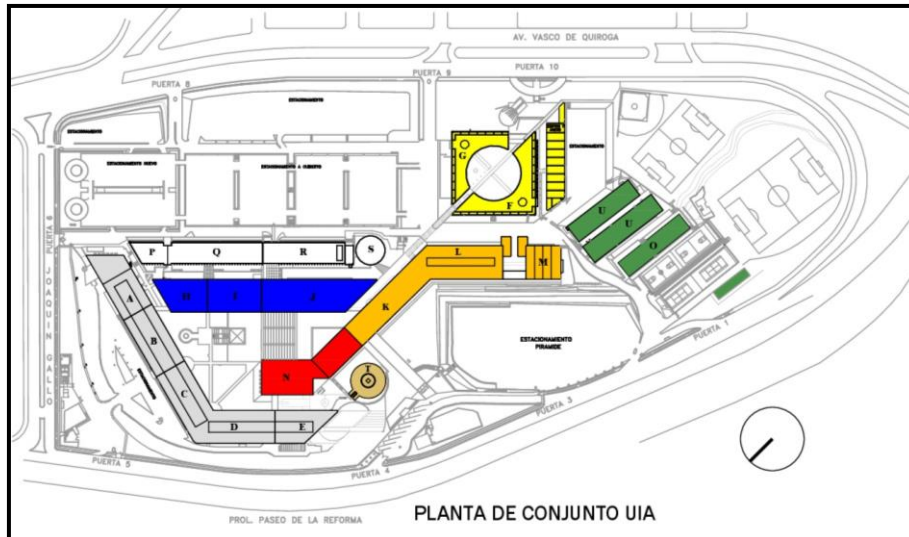 AV. VASCO DE QUIROGA
PUERTA 10
PUERTA 9
PUERTA 8
ESTACIONAMIENTO
ESTACIONAMIENTO
ESTACIONAMIENTO NUEVO
ESTACIONAMIENTO A CUBIERTO
ESTACIONAMIENTO
G
F
U
U
O
PUERTA 6
JOAQUIN GALLO
P
Q
R
S
L
M
H
I
J
K
A
B
C
D
E
N
T
ESTACIONAMIENTO
PIRAMIDE
PUERTA 1
PUERTA 3
PUERTA 4
PUERTA 5
PROL. PASEO DE LA REFORMA
PLANTA DE CONJUNTO UIA